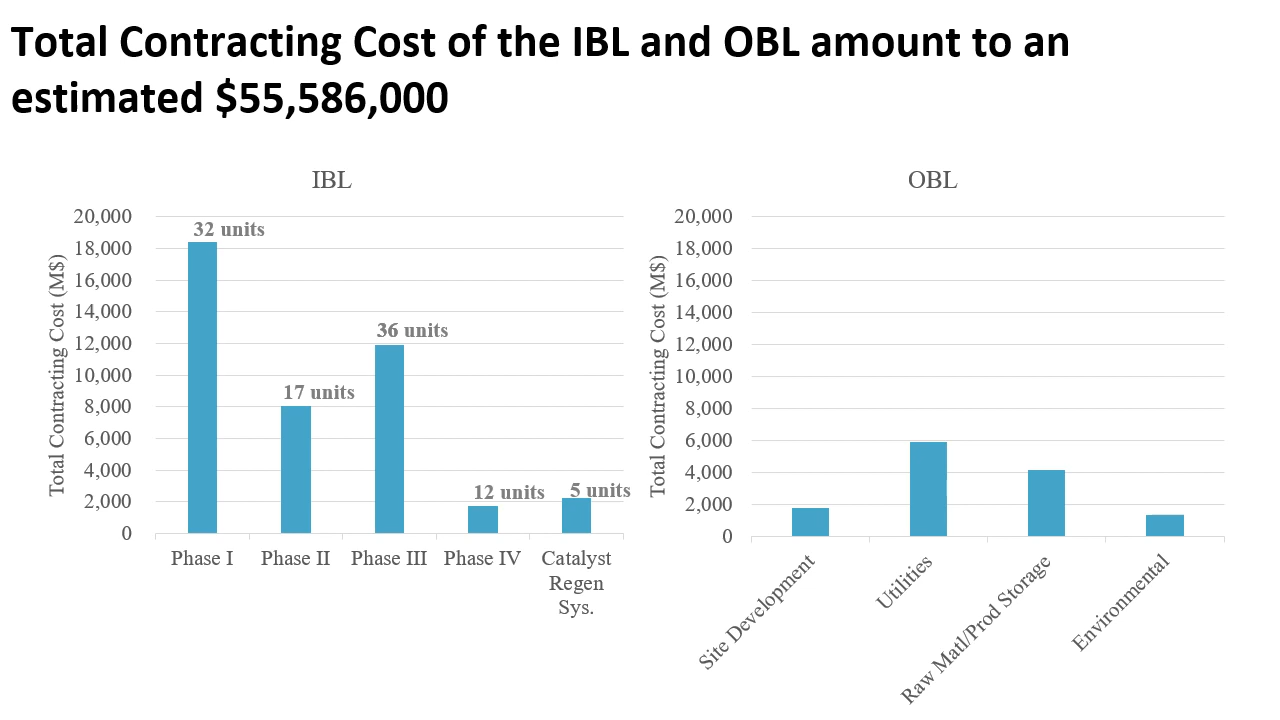 Total Contracting Cost of the IBL and OBL amount to an
estimated $55,586,000
IBL
Total Contracting Cost (M$)
20,000
18,000
16,000
14,000
12,000
10,000
8,000
6,000
4,000
2,000
0
32 units
17 units
36 units
12 units
5 units
Phase I
Phase II
Phase III
Phase IV
Catalyst
Regen
Sys.
OBL
Total Contracting Cost (M$)
20,000
18,000
16,000
14,000
12,000
10,000
8,000
6,000
4,000
2,000
0
Site Development
Utilities
Raw Matl/Prod Storage
Environmental